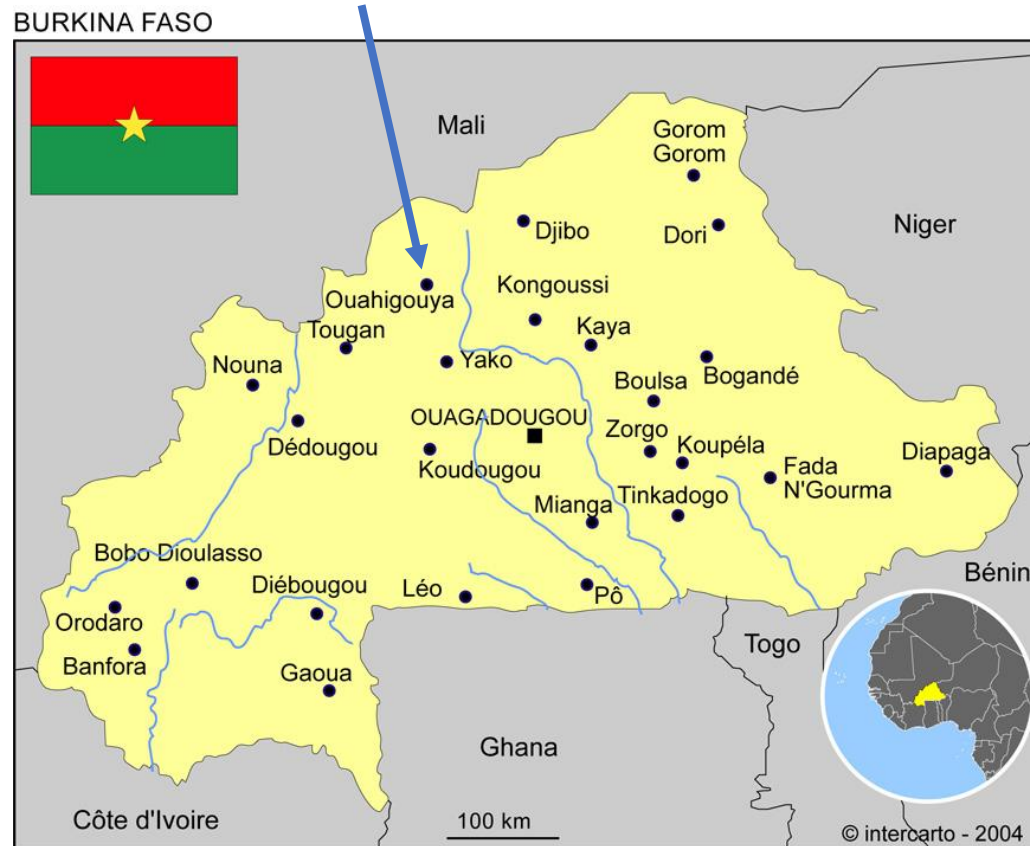 BURKINA FASO
Mali
Gorom
Gorom
Niger
Djibo
Dori
Ouahigouya
Kongoussi
Tougan
Kaya
Nouna
Yako
Bogandé
Boulsa
OUAGADOUGOU
Dédougou
Koudougou
Zorgo
Koupéla
Fada
N'Gourma
Diapaga
Mianga
Tinkadogo
Bobo Dioulasso
Diébougou
Léo
Pô
Bénin
Orodaro
Banfora
Gaoua
Togo
Ghana
Côte d'Ivoire
100 km
© intercarto - 2004